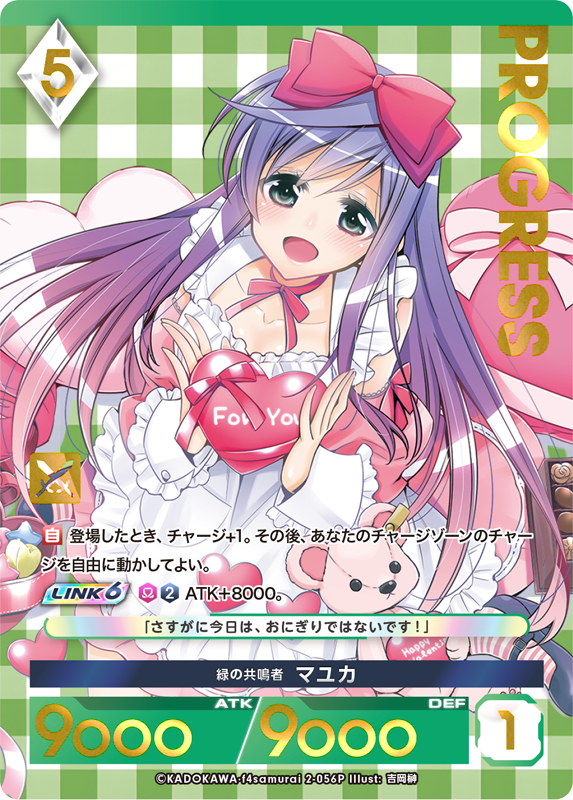 5
PROGRESS
For You
自 登場したとき、チャージ+1。その後、あなたのチャージゾーンのチャー
ジを自由に動かしてよい。
LINK 6 2 ATK+8000。
「さすがに今日は、おにぎりではないです!」
Happy
Valentine
緑の共鳴者 マユカ
ATK DEF
9000 9000 1
©KADOKAWA-f4samurai 2-056P Illust: 吉岡榊